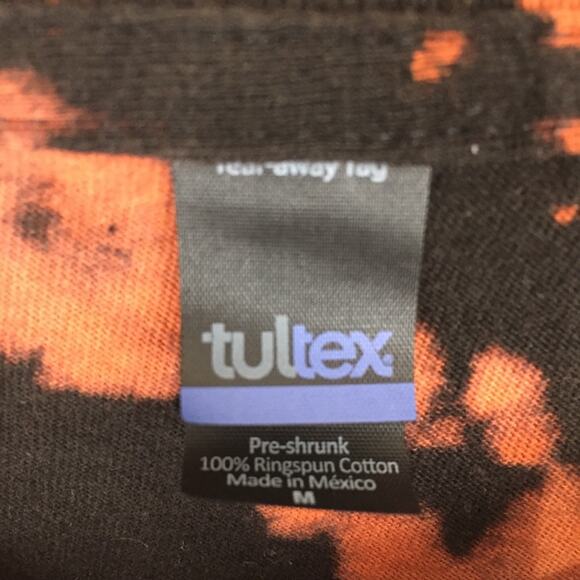 Tear-away Tag
tultex
Pre-shrunk
100% Ringspun Cotton
Made in México
M